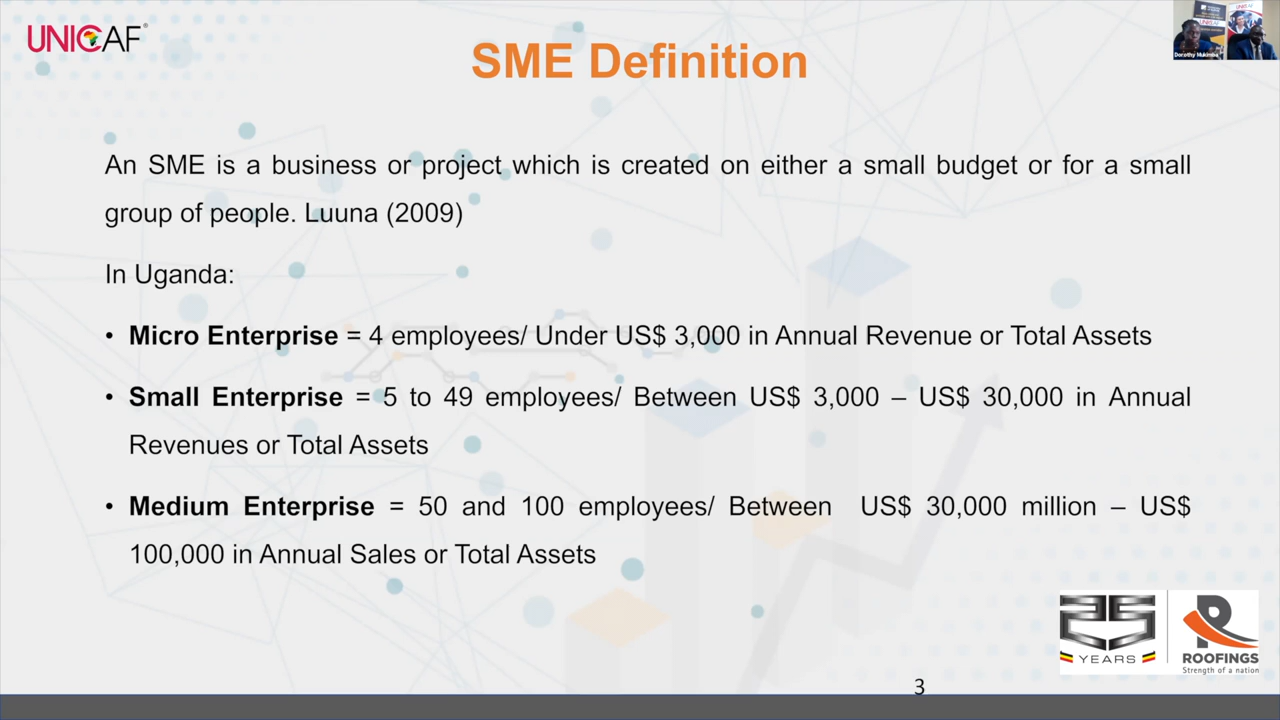 UNICAF
SME Definition
An SME is a business or project which is created on either a small budget or for a small
group of people. Luuna (2009)
In Uganda:
• Micro Enterprise = 4 employees/ Under US$ 3,000 in Annual Revenue or Total Assets
• Small Enterprise = 5 to 49 employees/ Between US$ 3,000 – US$ 30,000 in Annual
Revenues or Total Assets
• Medium Enterprise = 50 and 100 employees/ Between US$ 30,000 million – US$
100,000 in Annual Sales or Total Assets
25
YEARS
ROOFINGS
Strength of a nation
3
UNICAF
Dorothy